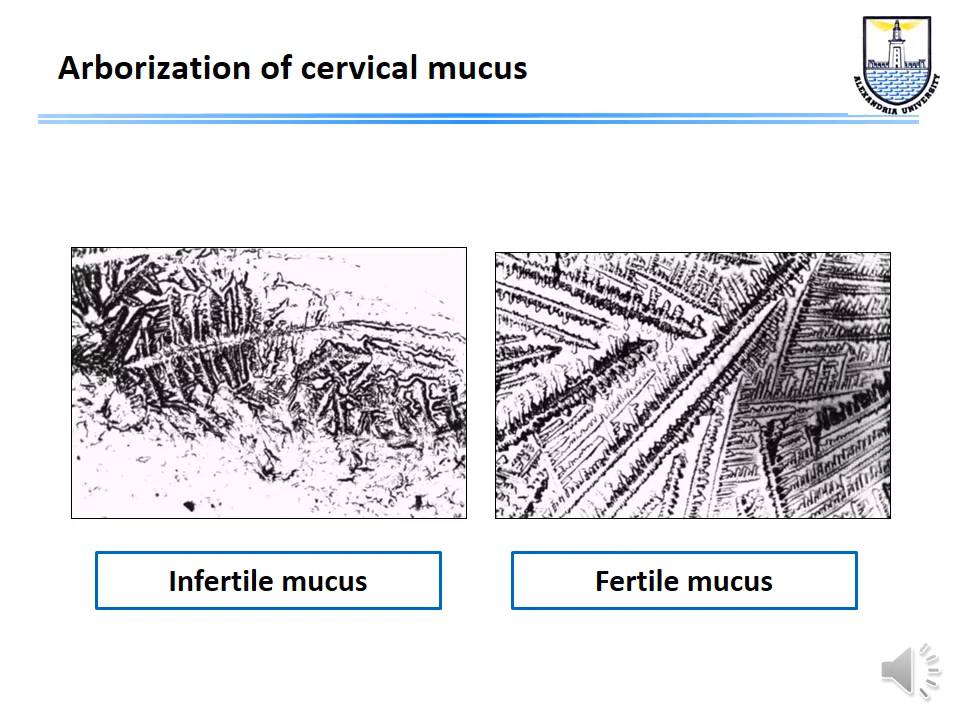 Arborization of cervical mucus
ALEXANDRIA UNIVERSITY
Infertile mucus
Fertile mucus